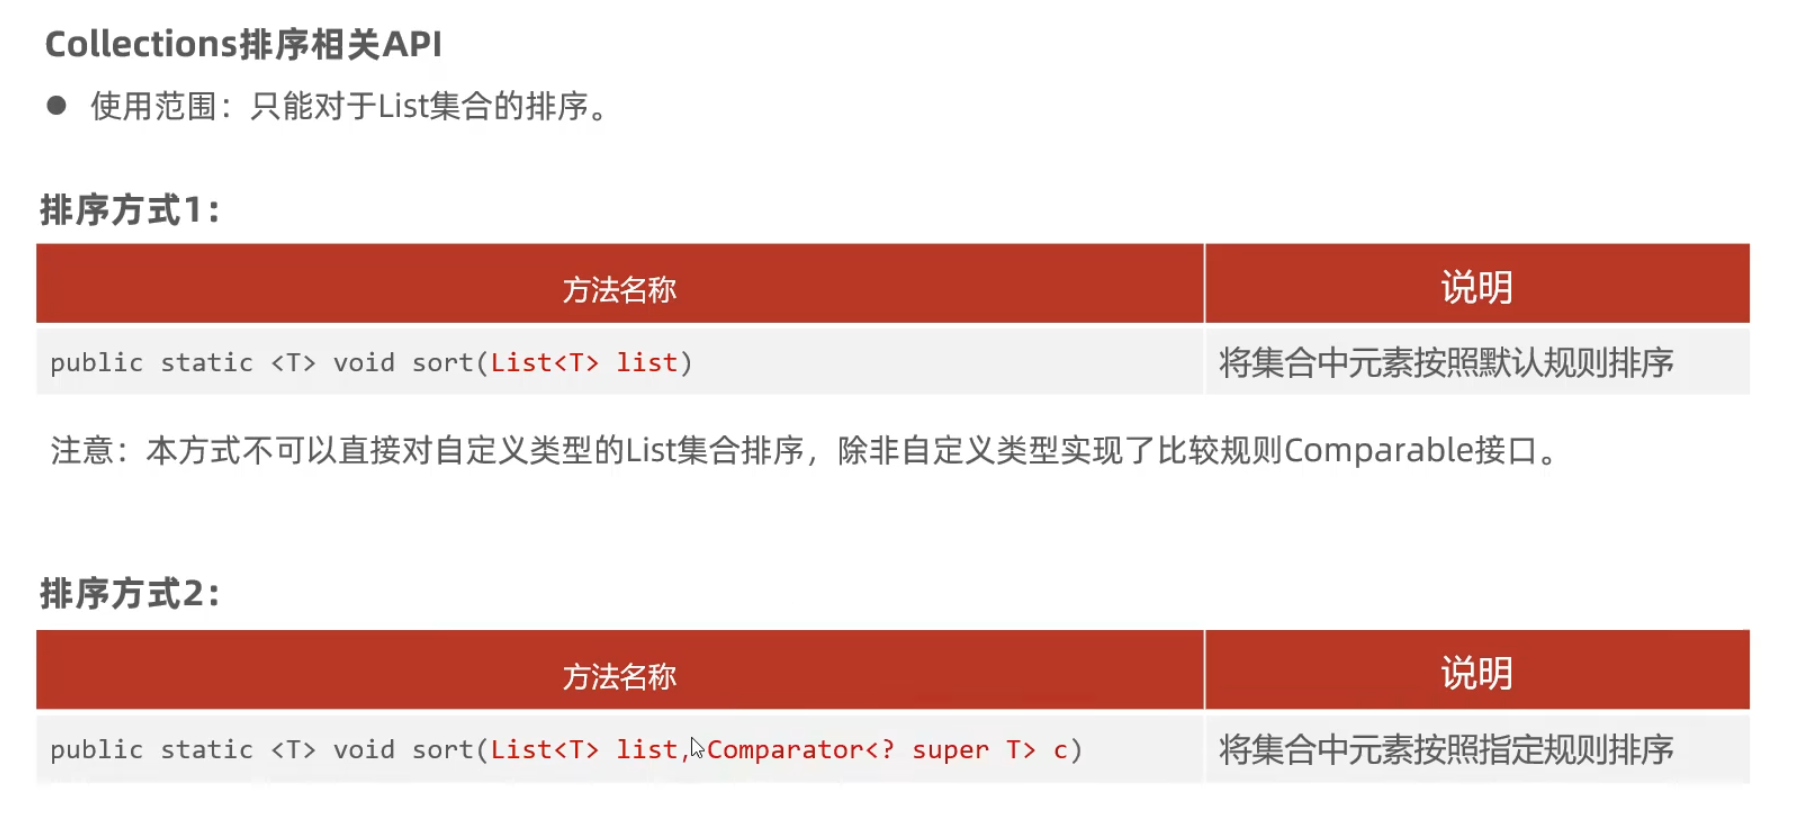 Collections排序相关API
● 使用范围：只能对于List集合的排序。
排序方式1：
方法名称 说明
public static <T> void sort(List<T> list) 将集合中元素按照默认规则排序
注意：本方式不可以直接对自定义类型的List集合排序，除非自定义类型实现了比较规则Comparable接口。
排序方式2：
方法名称 说明
public static <T> void sort(List<T> list, Comparator<? super T> c) 将集合中元素按照指定规则排序